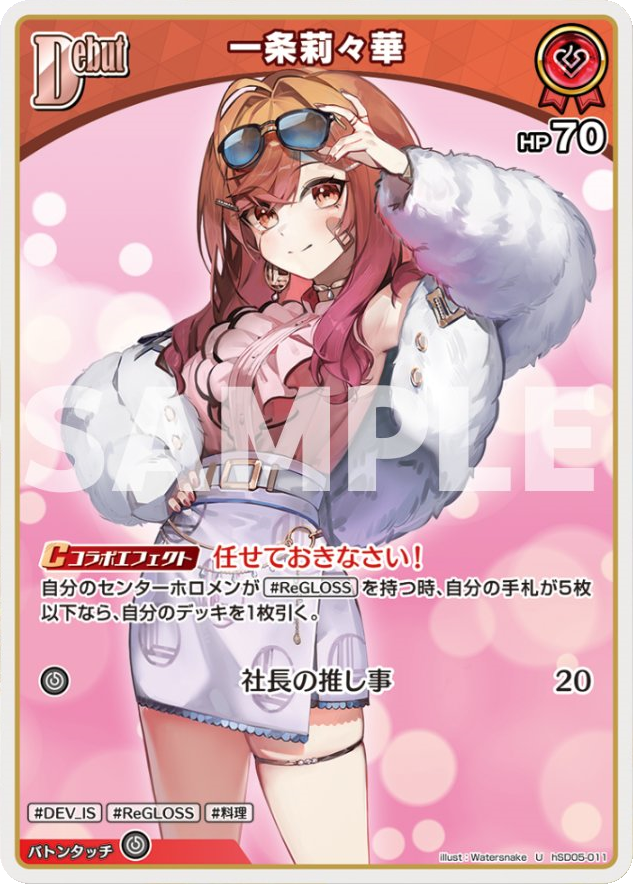 Debut
一条莉々華
HP 70
SAMPLE
Cコラボエフェクト 任せておきなさい!
自分のセンターホロメンが #ReGLOSS を持つ時、自分の手札が5枚
以下なら、自分のデッキを1枚引く。
社長の推し事 20
#DEV_IS #ReGLOSS #料理
バトンタッチ
illust:Watersnake U hSD05-011